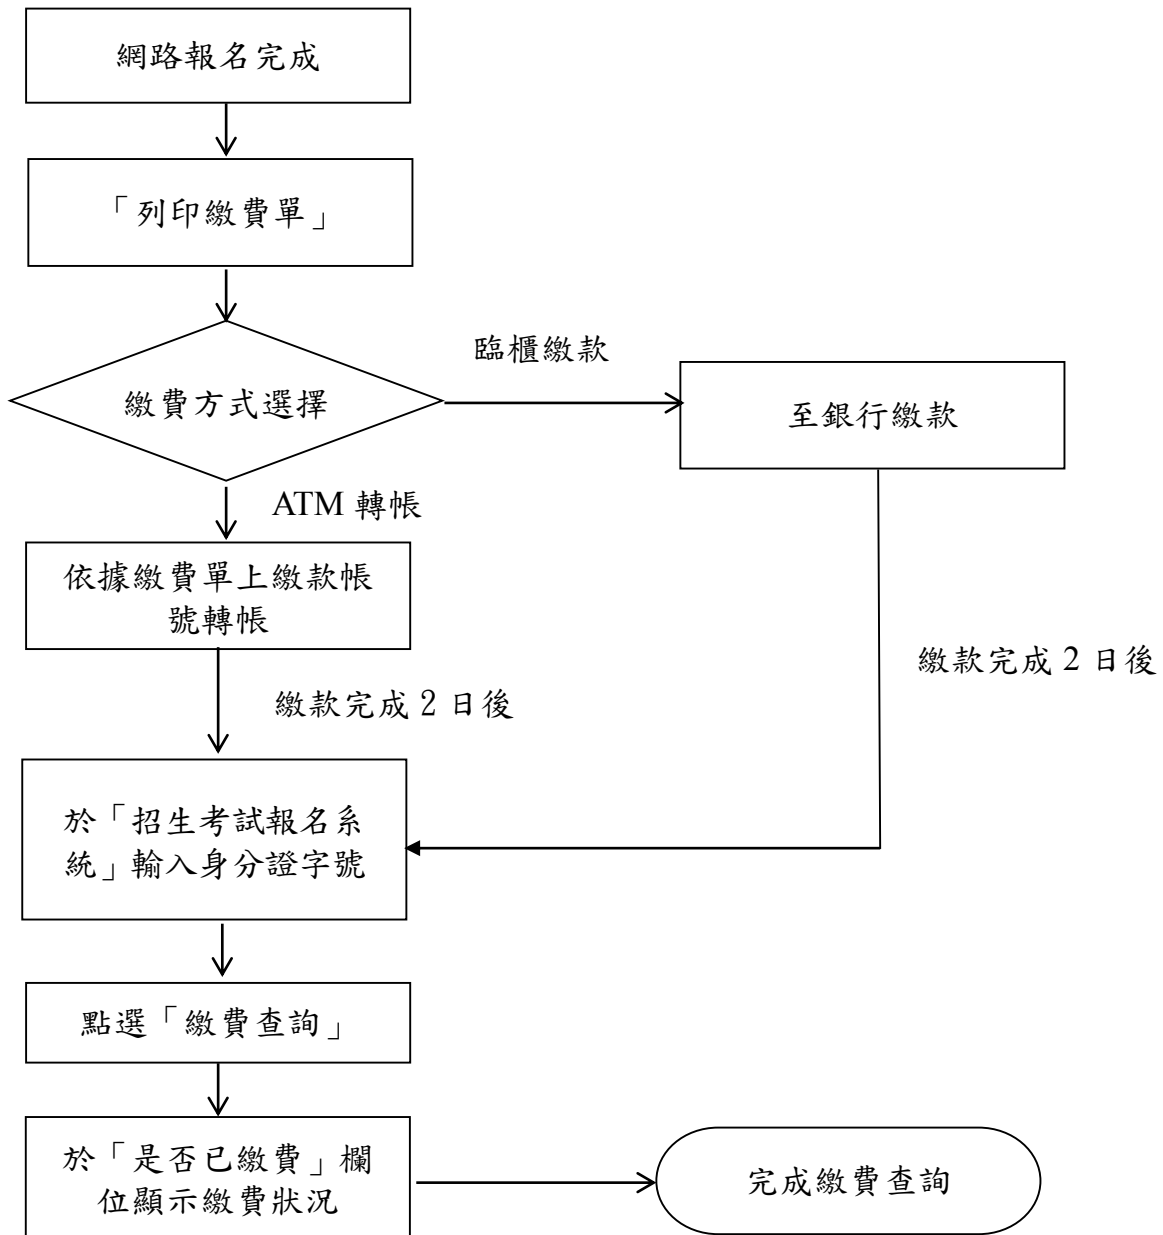 網路報名完成
「列印繳費單」
臨櫃繳款
繳費方式選擇
至銀行繳款
ATM 轉帳
依據繳費單上繳款帳
號轉帳
繳款完成 2 日後
繳款完成 2 日後
於「招生考試報名系
統」輸入身分證字號
點選「繳費查詢」
於「是否已繳費」欄
位顯示繳費狀況
完成繳費查詢